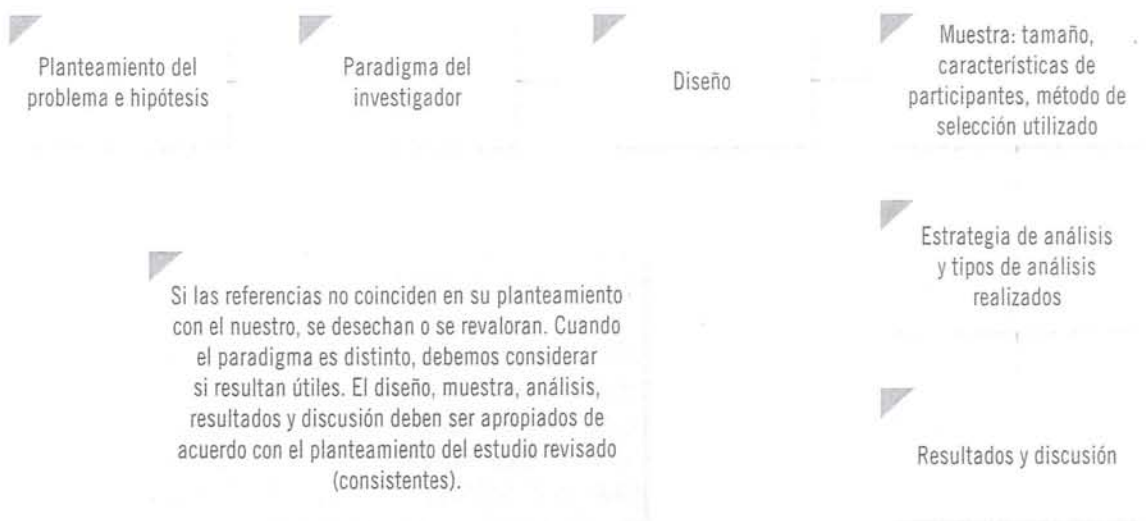 Planteamiento del
problema e hipótesis
Paradigma del
investigador
Diseño
Muestra: tamaño,
características de
participantes, método de
selección utilizado
Estrategia de análisis
y tipos de análisis
realizados
Si las referencias no coinciden en su planteamiento
con el nuestro, se desechan o se revaloran. Cuando
el paradigma es distinto, debemos considerar
si resultan útiles. El diseño, muestra, análisis,
resultados y discusión deben ser apropiados de
acuerdo con el planteamiento del estudio revisado
(consistentes).
Resultados y discusión